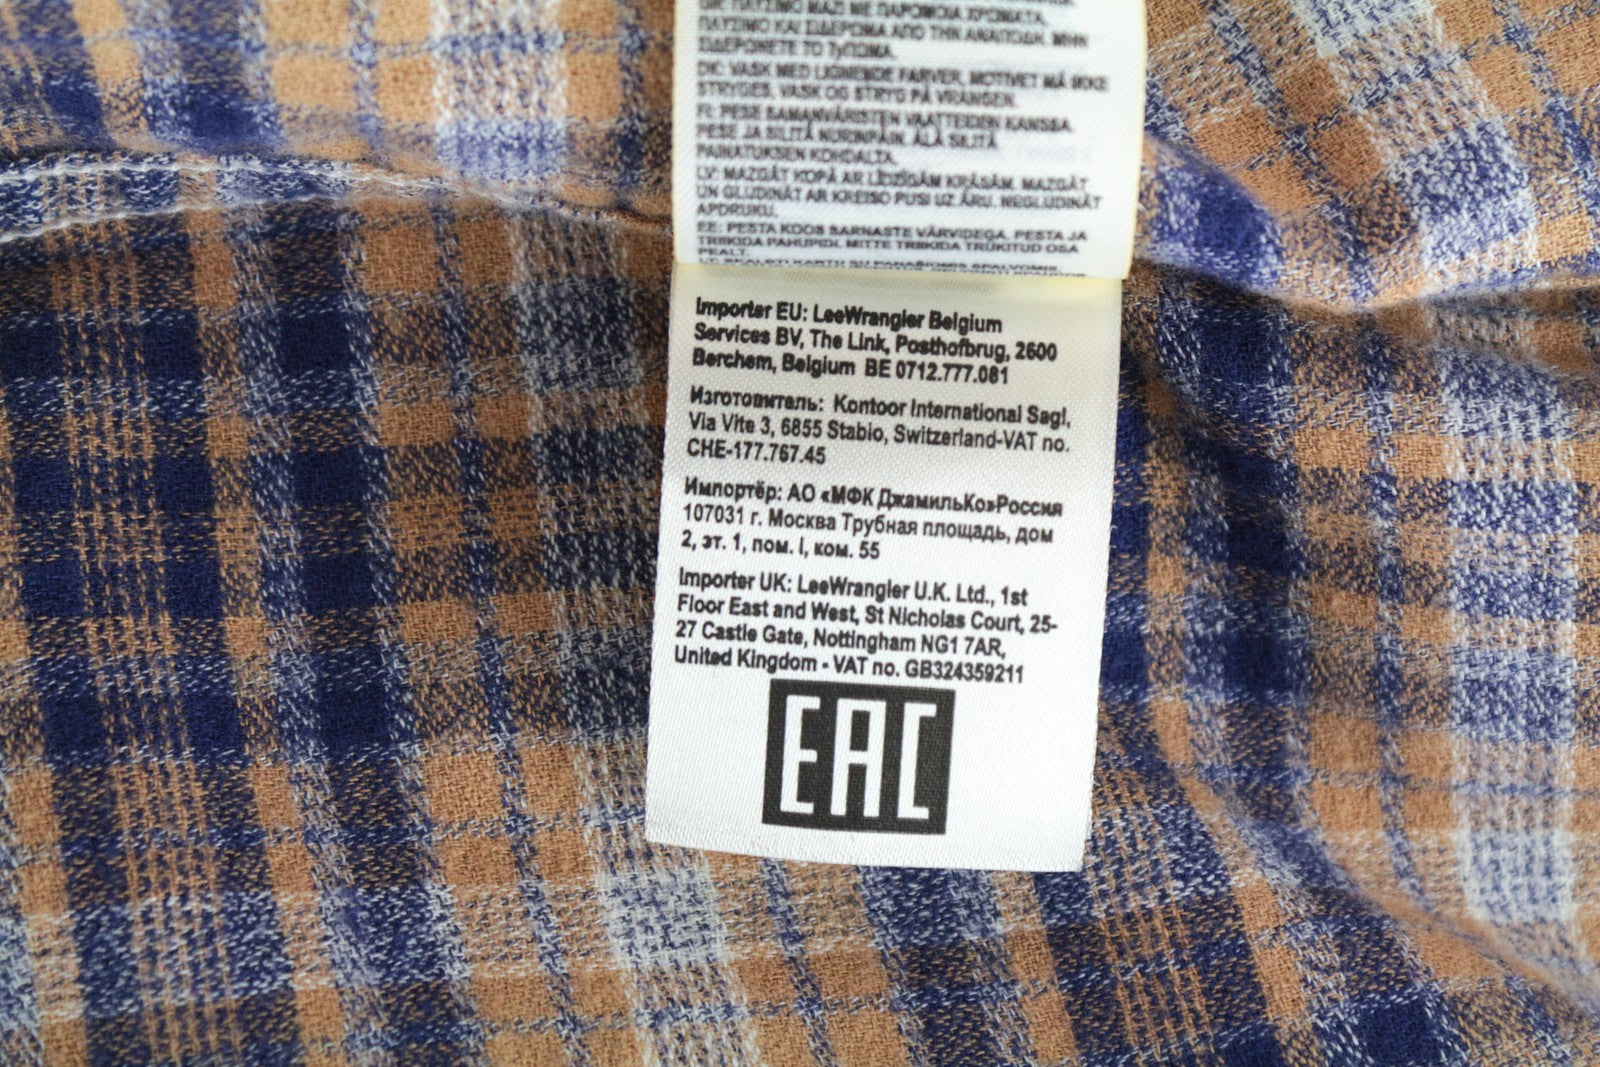 GR: ΠΛΥΣΙΜΟ ΜΑΖΙ ΜΕ ΠΑΡΟΜΟΙΑ ΧΡΩΜΑΤΑ.
ΠΛΥΣΙΜΟ ΚΑΙ ΣΙΔΕΡΩΜΑ ΑΠΟ ΤΗΝ ΑΝΑΠΟΔΗ. ΜΗΝ
ΣΙΔΕΡΩΝΕΤΕ ΤΟ ΤυΠΩΜΑ.
DK: VASK MED LIGNENDE FARVER, MOTIVET MÅ IKKE
STRYGES, VASK OG STRYG PÅ VRANGEN.
FI: PESE SAMANVÄRISTEN VAATTEIDEN KANSSA
PESE JA SILITÄ NURINPÄIN. ÄLÄ SILITÄ
PAINATUKSEN KOHDALTA.
LV: MAZGĀT KOPĀ AR LĪDZĪGĀM KRĀSĀM. MAZGĀT
UN GLUDINĀT AR KREISO PUSI UZ ĀRU. NEGLUDINĀT
APDRUKU.
EE: PESTA KOOS SARNASTE VÄRVIDEGA. PESTA JA
TRIIKIDA PAHUPIDI. MITTE TRIIKIDA TRÜKITUD OSA
PEALT.
Importer EU: LeeWrangler Belgium
Services BV, The Link, Posthofbrug, 2600
Berchem, Belgium BE 0712.777.081
Изготовитель: Kontoor International Sagl,
Via Vite 3, 6855 Stabio, Switzerland-VAT no.
CHE-177.767.45
Импортёр: АО «МФК ДжамильКо»Россия
107031 г. Москва Трубная площадь, дом
2, эт. 1, пом. I, ком. 55
Importer UK: LeeWrangler U.K. Ltd., 1st
Floor East and West, St Nicholas Court, 25-
27 Castle Gate, Nottingham NG1 7AR,
United Kingdom - VAT no. GB324359211
EAC